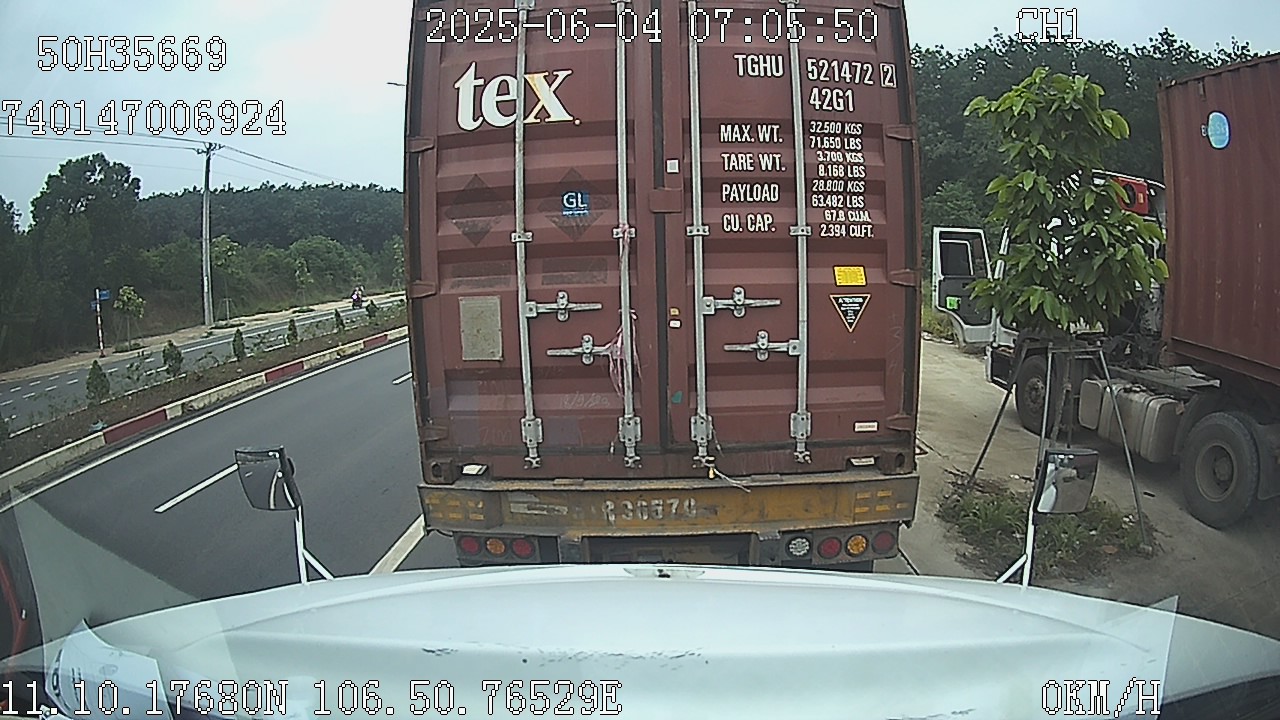 2025-06-04 07:05:50
CH1
50H35669
740147006924
tex.
TGHU 521472 2
42G1
MAX. WT. 32.500 KGS
71.650 LBS
TARE WT. 3.700 KGS
8.168 LBS
PAYLOAD 28.800 KGS
63.482 LBS
CU. CAP. 67.8 CU.M.
2.394 CU.FT.
GL
11.10.17680N 106.50.76529E
0KM/H